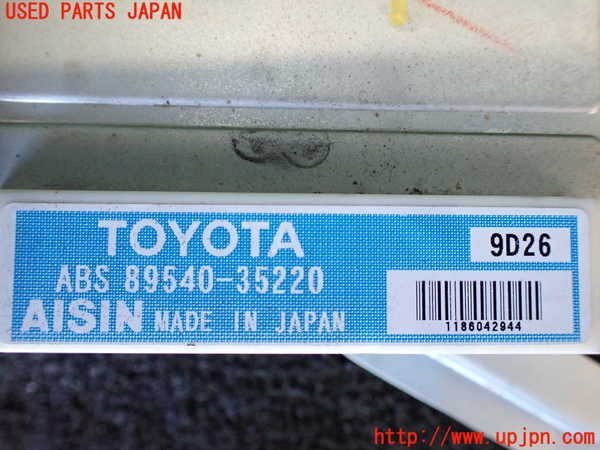 USED PARTS JAPAN
TOYOTA
9D26
ABS 89540-35220
AISIN MADE IN JAPAN
1186042944
http://www.upjpn.com/